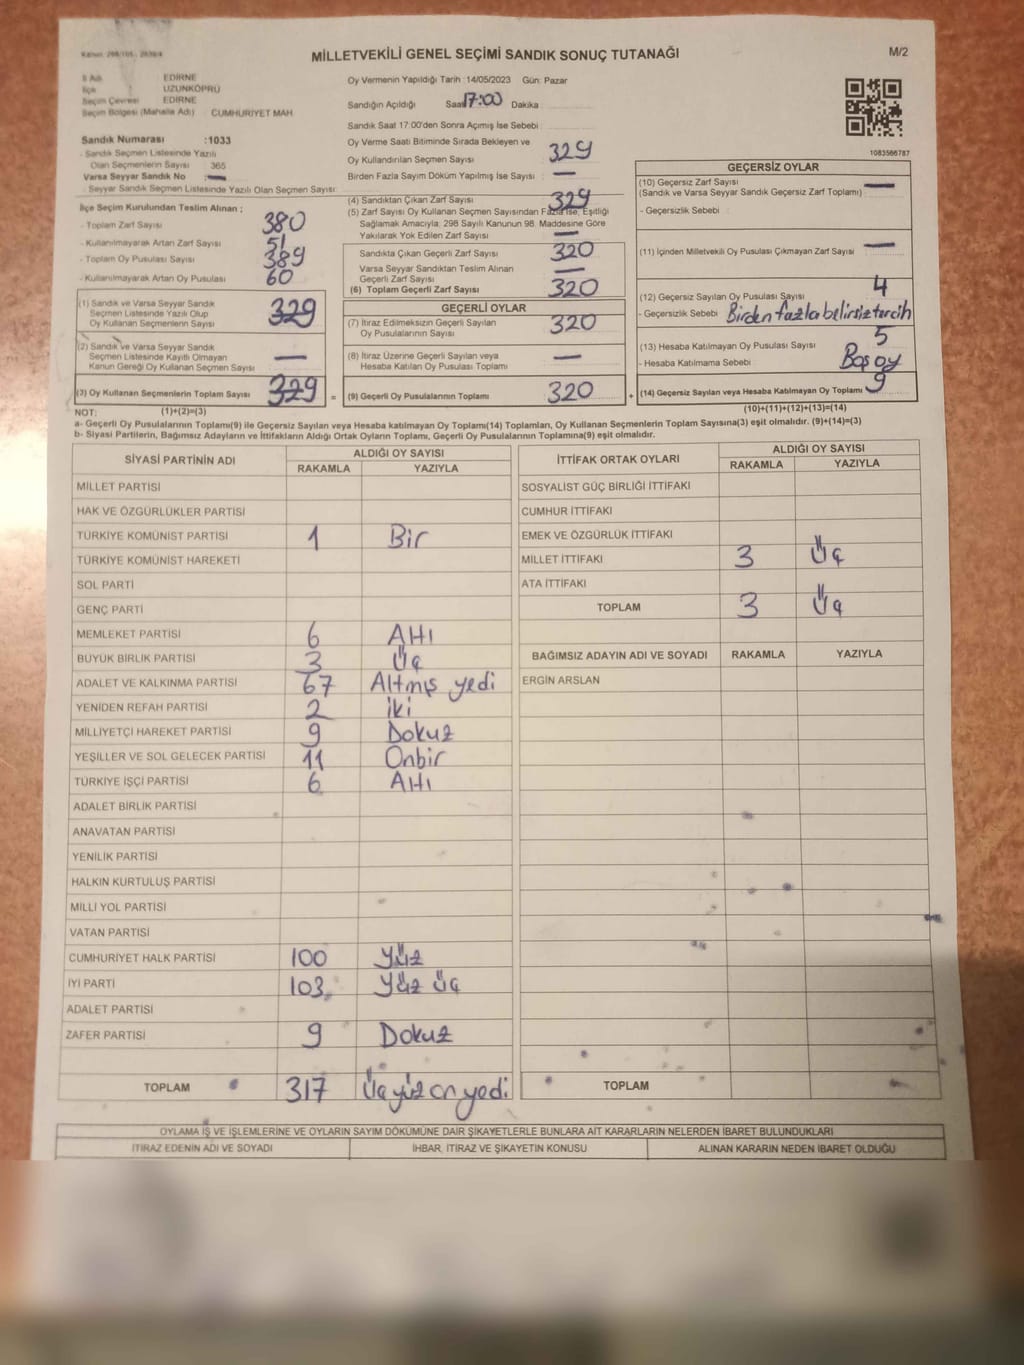 MİLLETVEKİLİ GENEL SEÇİMİ SANDIK SONUÇ TUTANAĞI
M/2
İl Adı : EDİRNE
İlçe : UZUNKÖPRÜ
Seçim Çevresi : EDİRNE
Seçim Bölgesi (Mahalle Adı) : CUMHURİYET MAH
Sandık Numarası :1033
- Sandık Seçmen Listesinde Yazılı
Olan Seçmenlerin Sayısı : 365
Varsa Seyyar Sandık No : —
- Seyyar Sandık Seçmen Listesinde Yazılı Olan Seçmen Sayısı:
İlçe Seçim Kurulundan Teslim Alınan ;
- Toplam Zarf Sayısı : 380
- Kullanılmayarak Artan Zarf Sayısı : 51
- Toplam Oy Pusulası Sayısı : 389
- Kullanılmayarak Artan Oy Pusulası : 60
(1) Sandık ve Varsa Seyyar Sandık
Seçmen Listesinde Yazılı Olup
Oy Kullanan Seçmenlerin Sayısı 329
(2) Sandık ve Varsa Seyyar Sandık
Seçmen Listesinde Kayıtlı Olmayan
Kanun Gereği Oy Kullanan Seçmen Sayısı —
(3) Oy Kullanan Seçmenlerin Toplam Sayısı 329 =
Oy Vermenin Yapıldığı Tarih :14/05/2023 Gün: Pazar
Sandığın Açıldığı Saat 17:00 Dakika :
Sandık Saat 17:00'den Sonra Açımış İse Sebebi :
Oy Verme Saati Bitiminde Sırada Bekleyen ve
Oy Kullandırılan Seçmen Sayısı : 329
Birden Fazla Sayım Döküm Yapılmış İse Sayısı : —
(4) Sandıktan Çıkan Zarf Sayısı : 329
(5) Zarf Sayısı Oy Kullanan Seçmen Sayısından Fazla İse, Eşitliği
Sağlamak Amacıyla, 298 Sayılı Kanunun 98. Maddesine Göre
Yakılarak Yok Edilen Zarf Sayısı : —
Sandıkta Çıkan Geçerli Zarf Sayısı : 320
Varsa Seyyar Sandıktan Teslim Alınan
Geçerli Zarf Sayısı : —
(6) Toplam Geçerli Zarf Sayısı : 320
GEÇERLİ OYLAR
(7) İtiraz Edilmeksizin Geçerli Sayılan
Oy Pusulalarının Sayısı : 320
(8) İtiraz Üzerine Geçerli Sayılan veya
Hesaba Katılan Oy Pusulaları Toplamı : —
(9) Geçerli Oy Pusulalarının Toplamı : 320 +
1083566787
GEÇERSİZ OYLAR
(10) Geçersiz Zarf Sayısı : —
(Sandık ve Varsa Seyyar Sandık Geçersiz Zarf Toplamı)
- Geçersizlik Sebebi :
(11) İçinden Milletvekili Oy Pusulası Çıkmayan Zarf Sayısı : —
(12) Geçersiz Sayılan Oy Pusulası Sayısı : 4
- Geçersizlik Sebebi : Birden fazla belirsiz tercih
(13) Hesaba Katılmayan Oy Pusulası Sayısı : 5
- Hesaba Katılmama Sebebi : Boş oy
(14) Geçersiz Sayılan veya Hesaba Katılmayan Oy Toplamı : 9
NOT: (1)+(2)=(3) (10)+(11)+(12)+(13)=(14)
a- Geçerli Oy Pusulalarının Toplamı(9) ile Geçersiz Sayılan veya Hesaba katılmayan Oy Toplamı(14) Toplamları, Oy Kullanan Seçmenlerin Toplam Sayısına(3) eşit olmalıdır. (9)+(14)=(3)
b- Siyasi Partilerin, Bağımsız Adayların ve İttifakların Aldığı Ortak Oyların Toplamı, Geçerli Oy Pusulalarının Toplamına(9) eşit olmalıdır.
SİYASİ PARTİNİN ADI ALDIĞI OY SAYISI
RAKAMLA YAZIYLA
MİLLET PARTİSİ
HAK VE ÖZGÜRLÜKLER PARTİSİ
TÜRKİYE KOMÜNİST PARTİSİ 1 Bir
TÜRKİYE KOMÜNİST HAREKETİ
SOL PARTİ
GENÇ PARTİ
MEMLEKET PARTİSİ 6 Altı
BÜYÜK BİRLİK PARTİSİ 3 Üç
ADALET VE KALKINMA PARTİSİ 67 Altmış yedi
YENİDEN REFAH PARTİSİ 2 iki
MİLLİYETÇİ HAREKET PARTİSİ 9 Dokuz
YEŞİLLER VE SOL GELECEK PARTİSİ 11 Onbir
TÜRKİYE İŞÇİ PARTİSİ 6 Altı
ADALET BİRLİK PARTİSİ
ANAVATAN PARTİSİ
YENİLİK PARTİSİ
HALKIN KURTULUŞ PARTİSİ
MİLLİ YOL PARTİSİ
VATAN PARTİSİ
CUMHURİYET HALK PARTİSİ 100 Yüz
İYİ PARTİ 103 Yüz üç
ADALET PARTİSİ
ZAFER PARTİSİ 9 Dokuz
TOPLAM 317 Üçyüz on yedi
İTTİFAK ORTAK OYLARI ALDIĞI OY SAYISI
RAKAMLA YAZIYLA
SOSYALİST GÜÇ BİRLİĞİ İTTİFAKI
CUMHUR İTTİFAKI
EMEK VE ÖZGÜRLÜK İTTİFAKI
MİLLET İTTİFAKI 3 Üç
ATA İTTİFAKI
TOPLAM 3 Üç
BAĞIMSIZ ADAYIN ADI VE SOYADI RAKAMLA YAZIYLA
ERGİN ARSLAN
TOPLAM
OYLAMA İŞ VE İŞLEMLERİNE VE OYLARIN SAYIM DÖKÜMÜNE DAİR ŞİKAYETLERLE BUNLARA AİT KARARLARIN NELERDEN İBARET BULUNDUKLARI
İTİRAZ EDENİN ADI VE SOYADI İHBAR, İTİRAZ VE ŞİKAYETİN KONUSU ALINAN KARARIN NEDEN İBARET OLDUĞU